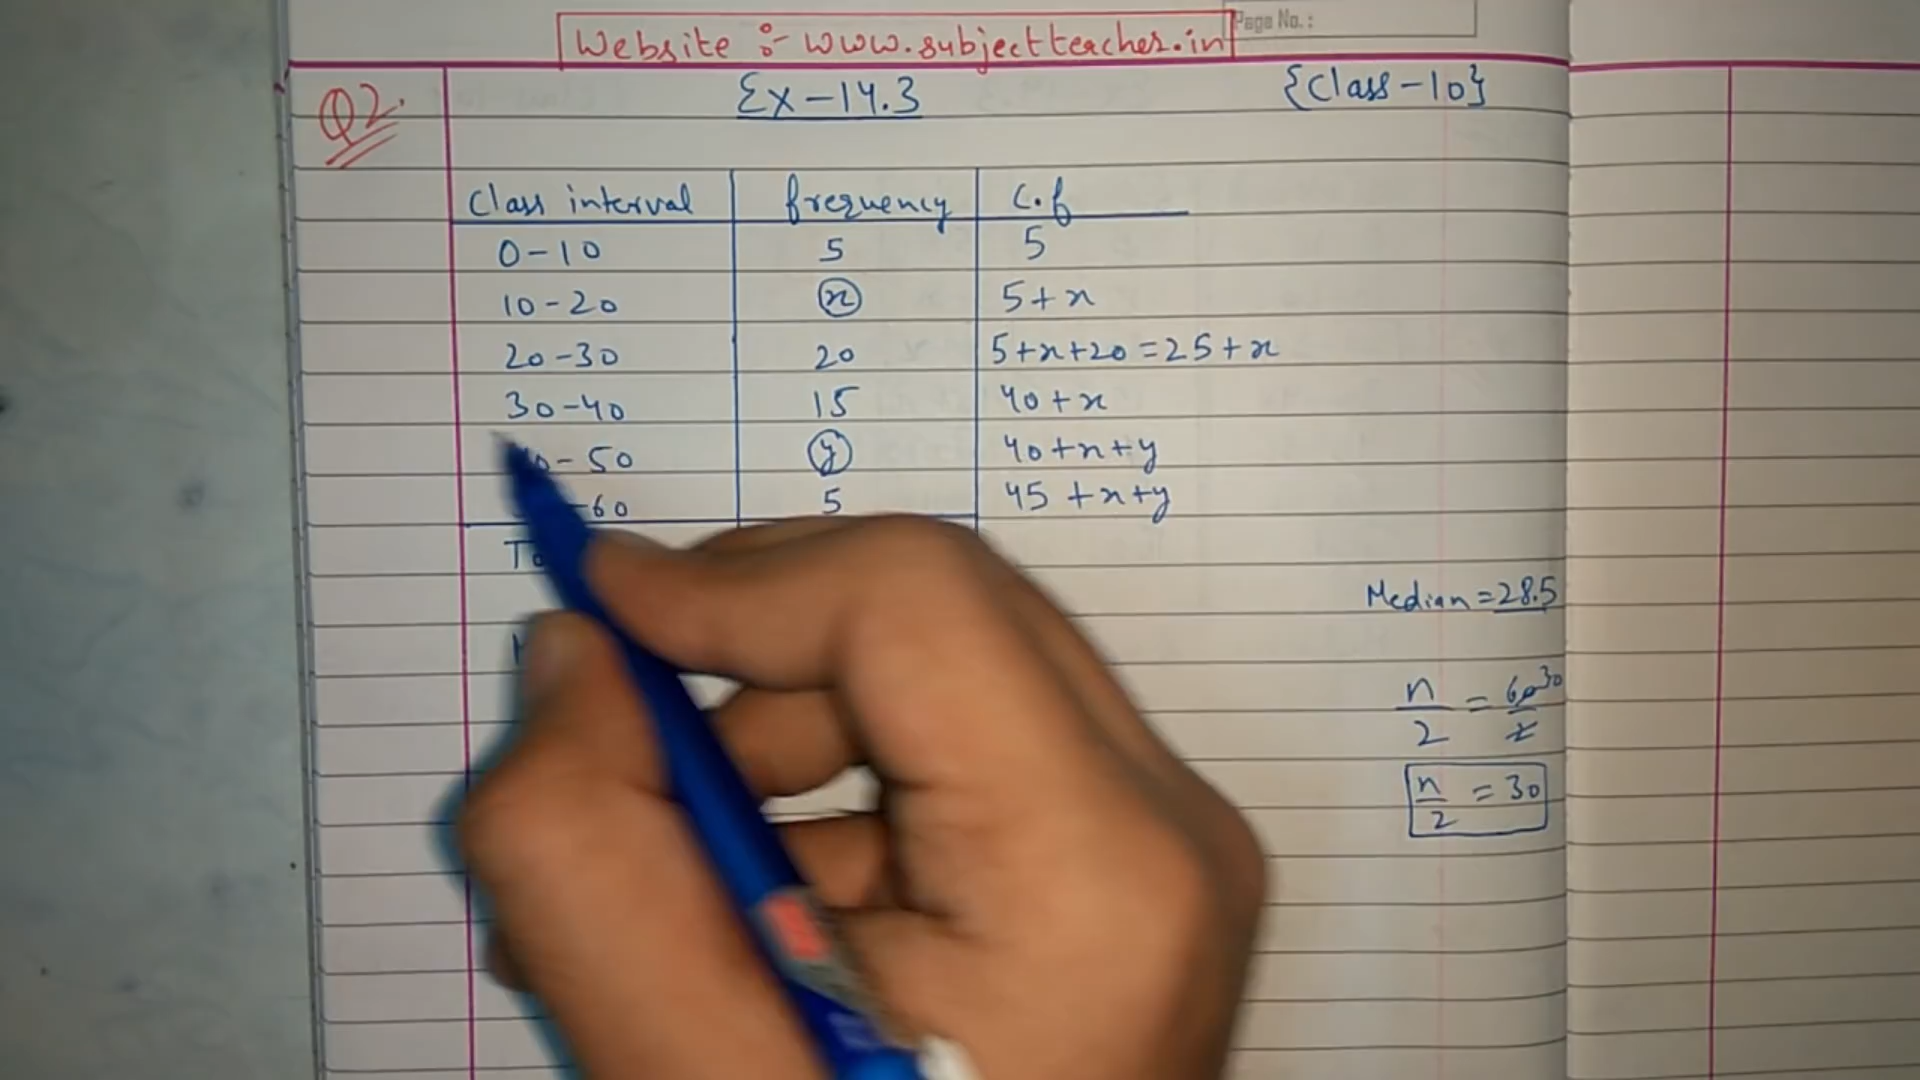 Page No.:
Website :- www.subjectteacher.in
Q2.
Ex-14.3
{Class-10}
Class interval frequency C.f
0-10 5 5
10-20 x 5+x
20-30 20 5+x+20=25+x
30-40 15 40+x
-50 y 40+x+y
-60 5 45+x+y
Median=28.5
n/2 = 60/2 30
n/2 = 30